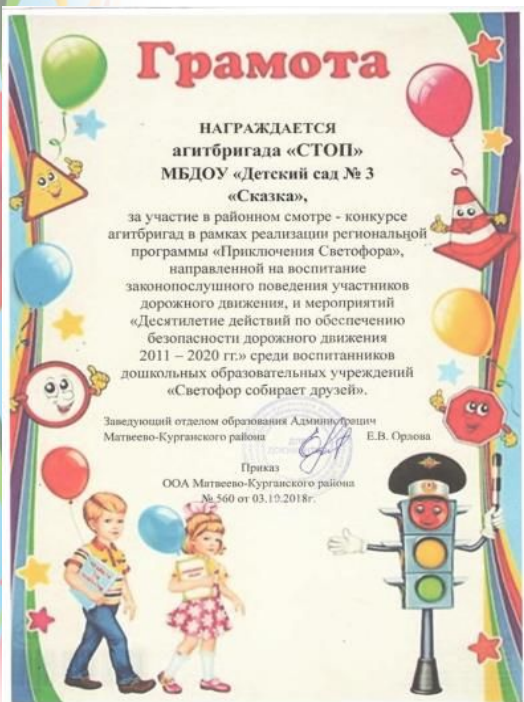 Грамота
НАГРАЖДАЕТСЯ
агитбригада «СТОП»
МБДОУ «Детский сад № 3
«Сказка»,
за участие в районном смотре - конкурсе
агитбригад в рамках реализации региональной
программы «Приключения Светофора»,
направленной на воспитание
законопослушного поведения участников
дорожного движения, и мероприятий
«Десятилетие действий по обеспечению
безопасности дорожного движения
2011 – 2020 гг.» среди воспитанников
дошкольных образовательных учреждений
«Светофор собирает друзей».
Заведующий отделом образования Администрации
Матвеево-Курганского района Е.В. Орлова
Приказ
ООА Матвеево-Курганского района
№ 560 от 03.10.2018г.